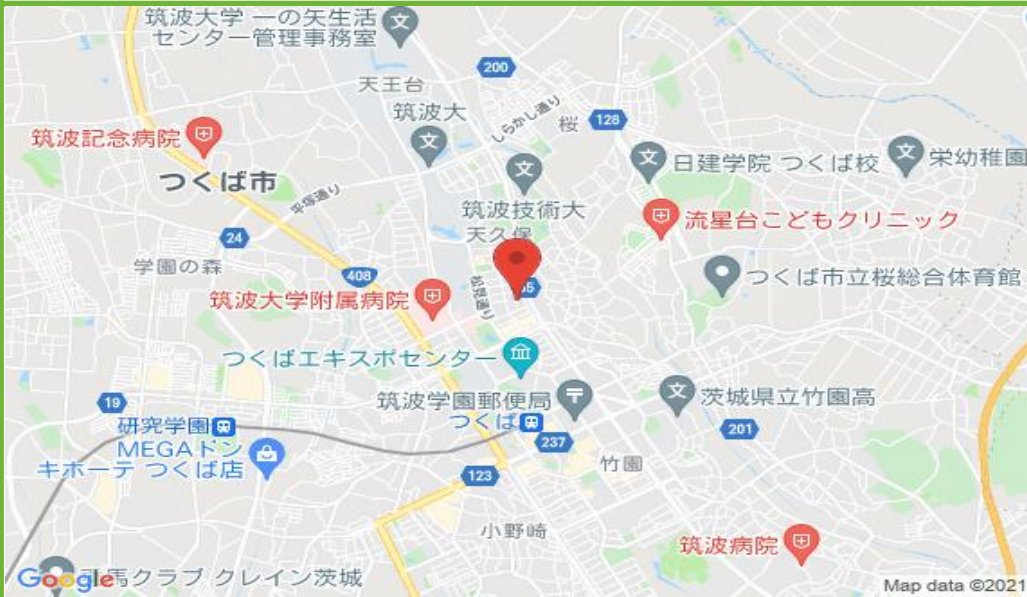 筑波大学 一の矢生活
センター管理事務室
200
天王台
しらかし通り
128
筑波大
桜
筑波記念病院
日建学院 つくば校
栄幼稚園
つくば市
平塚通り
筑波技術大
天久保
流星台こどもクリニック
24
学園の森
408
つくば市立桜総合体育館
筑波大学附属病院
松見通り
つくばエキスポセンター
筑波学園郵便局
茨城県立竹園高
19
つくば
研究学園
237
201
MEGAドン
キホーテ つくば店
竹園
123
小野崎
筑波病院
Google
馬クラブ クレイン茨城
Map data ©2021